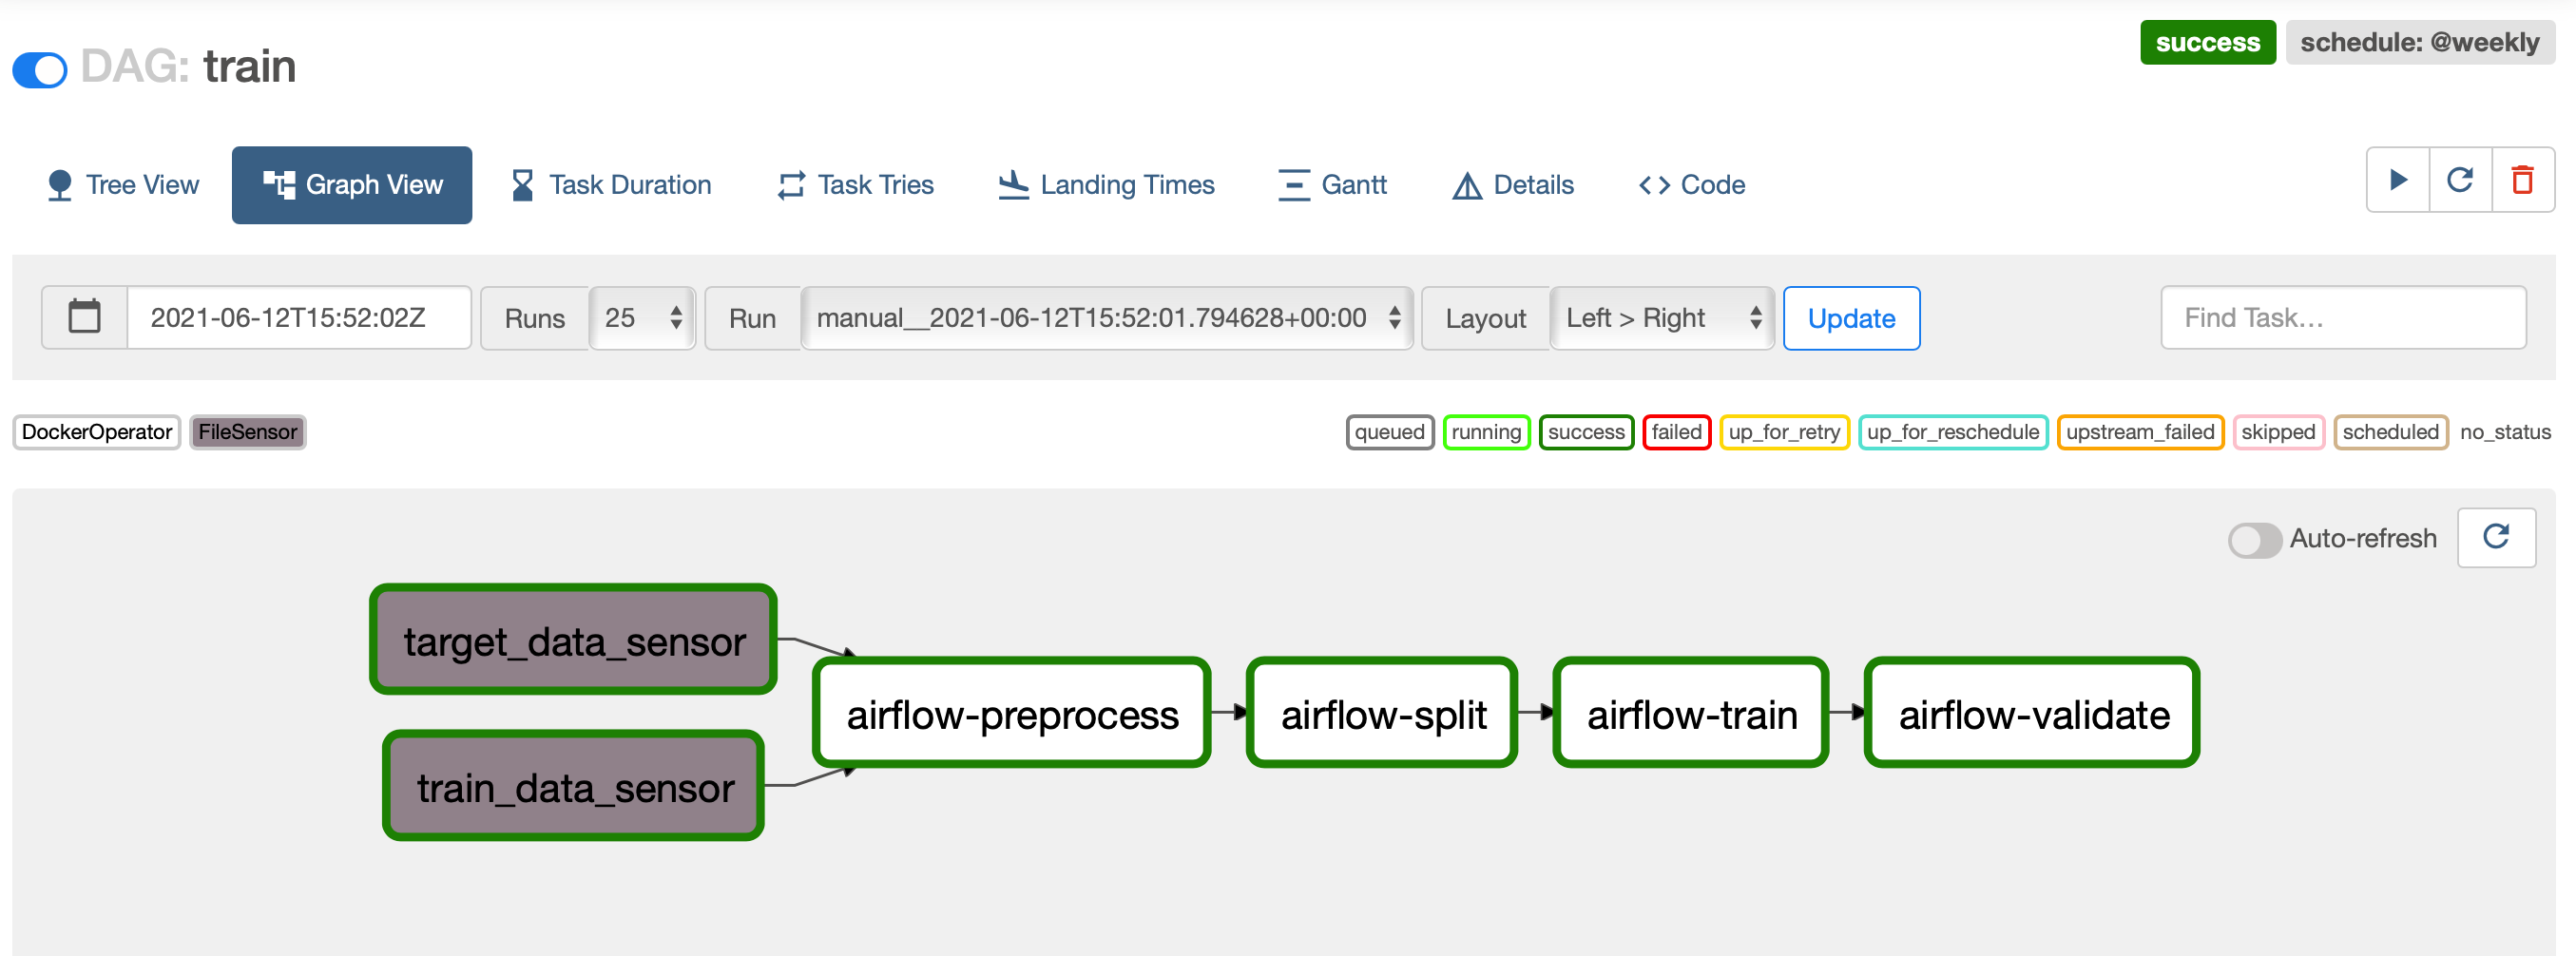 DAG: train
success
schedule: @weekly
Tree View
Graph View
Task Duration
Task Tries
Landing Times
Gantt
Details
Code
2021-06-12T15:52:02Z
Runs
25
Run
manual__2021-06-12T15:52:01.794628+00:00
Layout
Left > Right
Update
Find Task...
DockerOperator
FileSensor
queued
running
success
failed
up_for_retry
up_for_reschedule
upstream_failed
skipped
scheduled
no_status
Auto-refresh
target_data_sensor
train_data_sensor
airflow-preprocess
airflow-split
airflow-train
airflow-validate